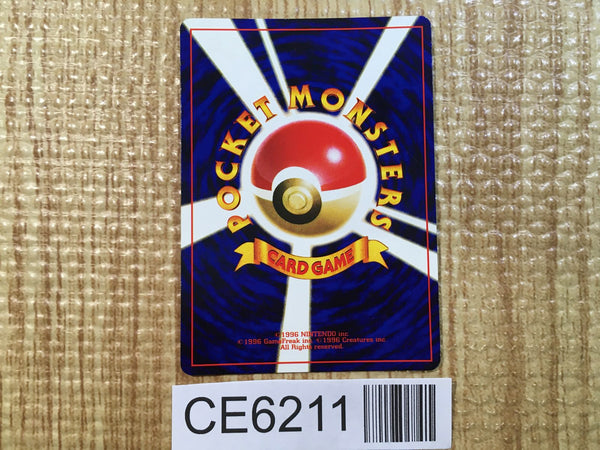 POCKET MONSTERS
CARD GAME
©1996 NINTENDO inc.
©1996 GameFreak inc. ©1996 Creatures inc.
All Rights reserved.
CE6211